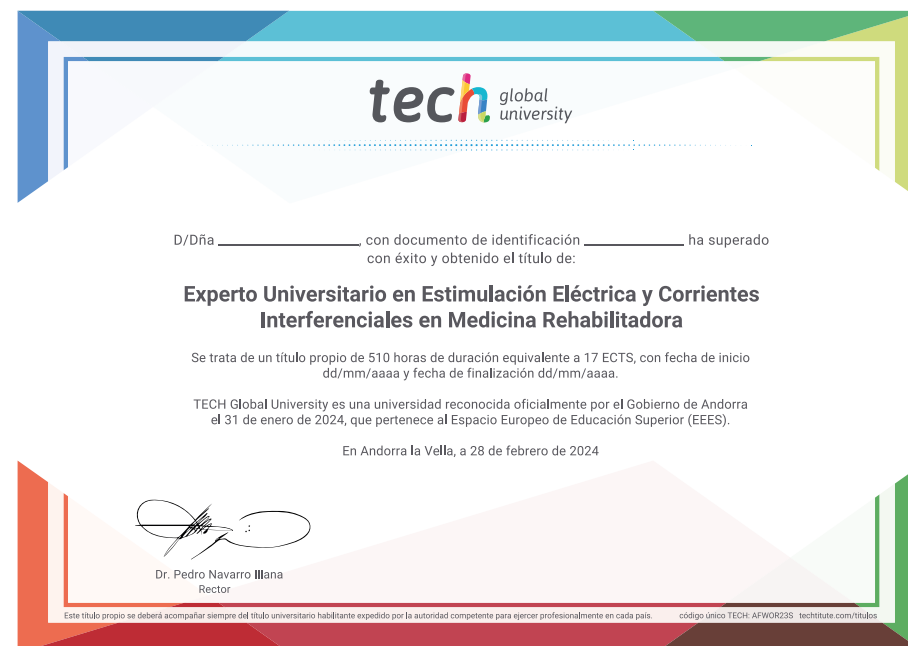 tech global university
D/Dña ____________________, con documento de identificación ______________ ha superado
con éxito y obtenido el título de:
Experto Universitario en Estimulación Eléctrica y Corrientes
Interferenciales en Medicina Rehabilitadora
Se trata de un título propio de 510 horas de duración equivalente a 17 ECTS, con fecha de inicio
dd/mm/aaaa y fecha de finalización dd/mm/aaaa.
TECH Global University es una universidad reconocida oficialmente por el Gobierno de Andorra
el 31 de enero de 2024, que pertenece al Espacio Europeo de Educación Superior (EEES).
En Andorra la Vella, a 28 de febrero de 2024
Dr. Pedro Navarro Illana
Rector
Este título propio se deberá acompañar siempre del título universitario habilitante expedido por la autoridad competente para ejercer profesionalmente en cada país. código único TECH: AFWOR23S techtitute.com/titulos